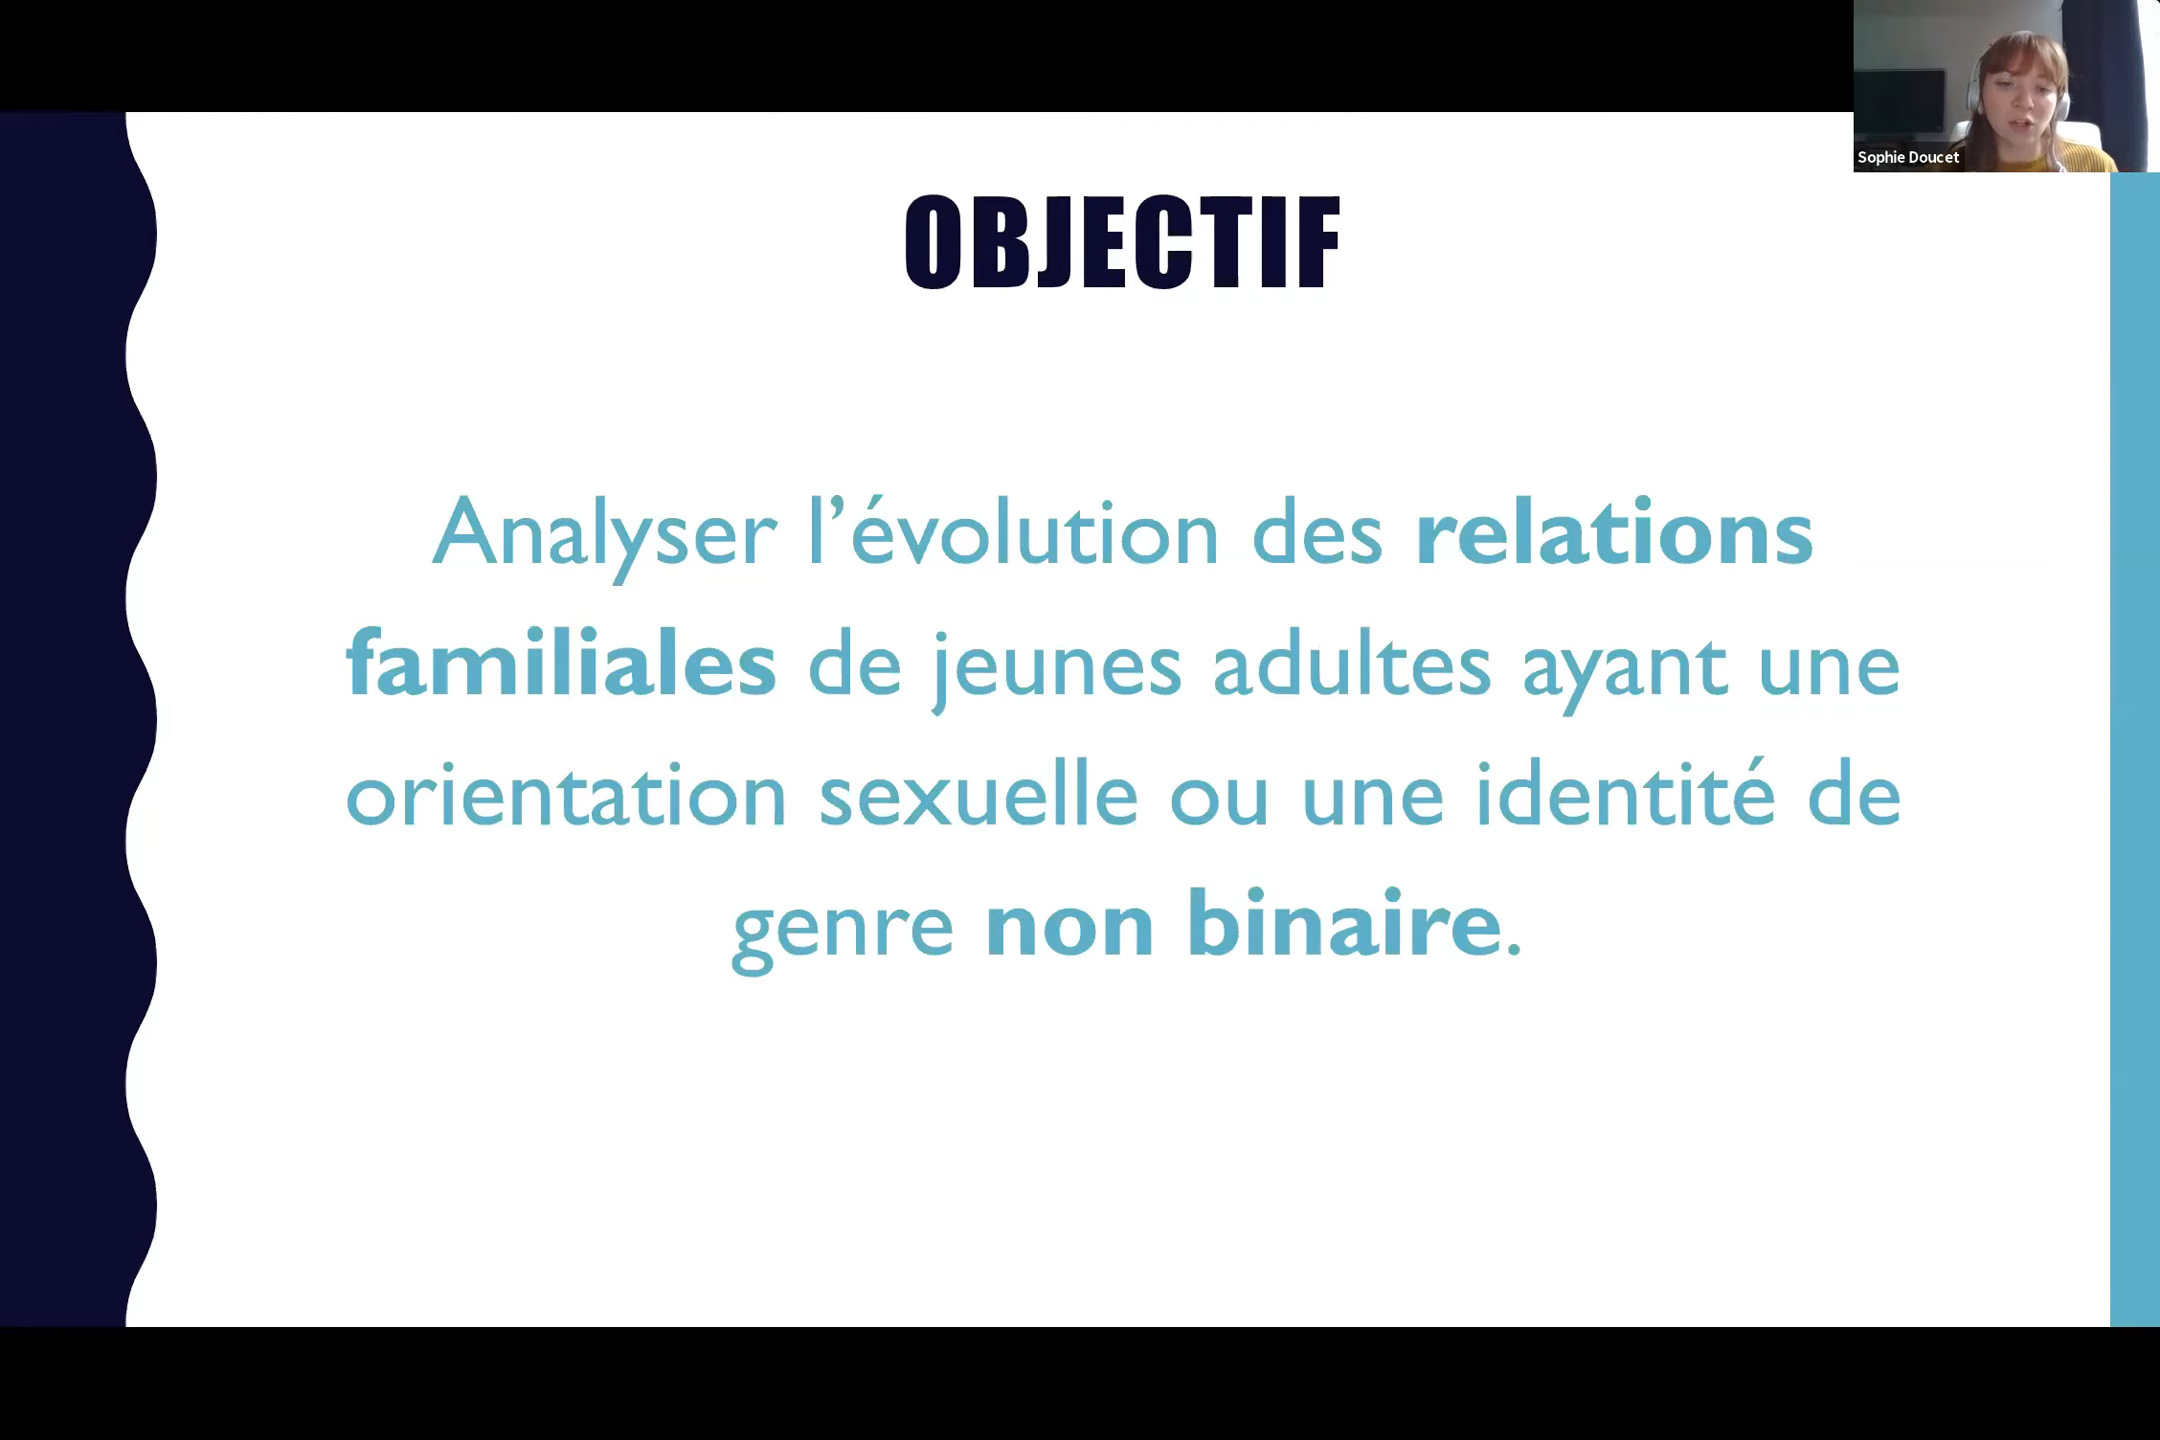 Sophie Doucet
OBJECTIF
Analyser l’évolution des relations
familiales de jeunes adultes ayant une
orientation sexuelle ou une identité de
genre non binaire.